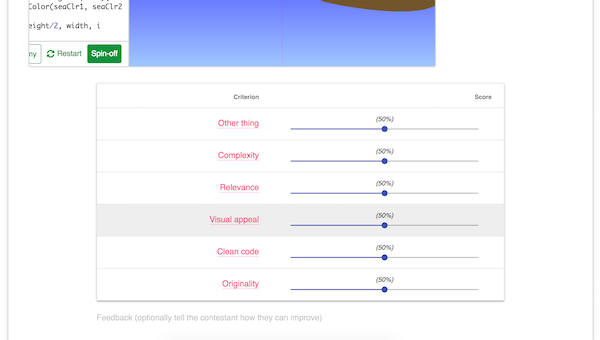 Color(seaClr1, seaClr2
eight/2, width, i
ny Restart Spin-off
Criterion Score
Other thing (50%)
Complexity (50%)
Relevance (50%)
Visual appeal (50%)
Clean code (50%)
Originality (50%)
Feedback (optionally tell the contestant how they can improve)